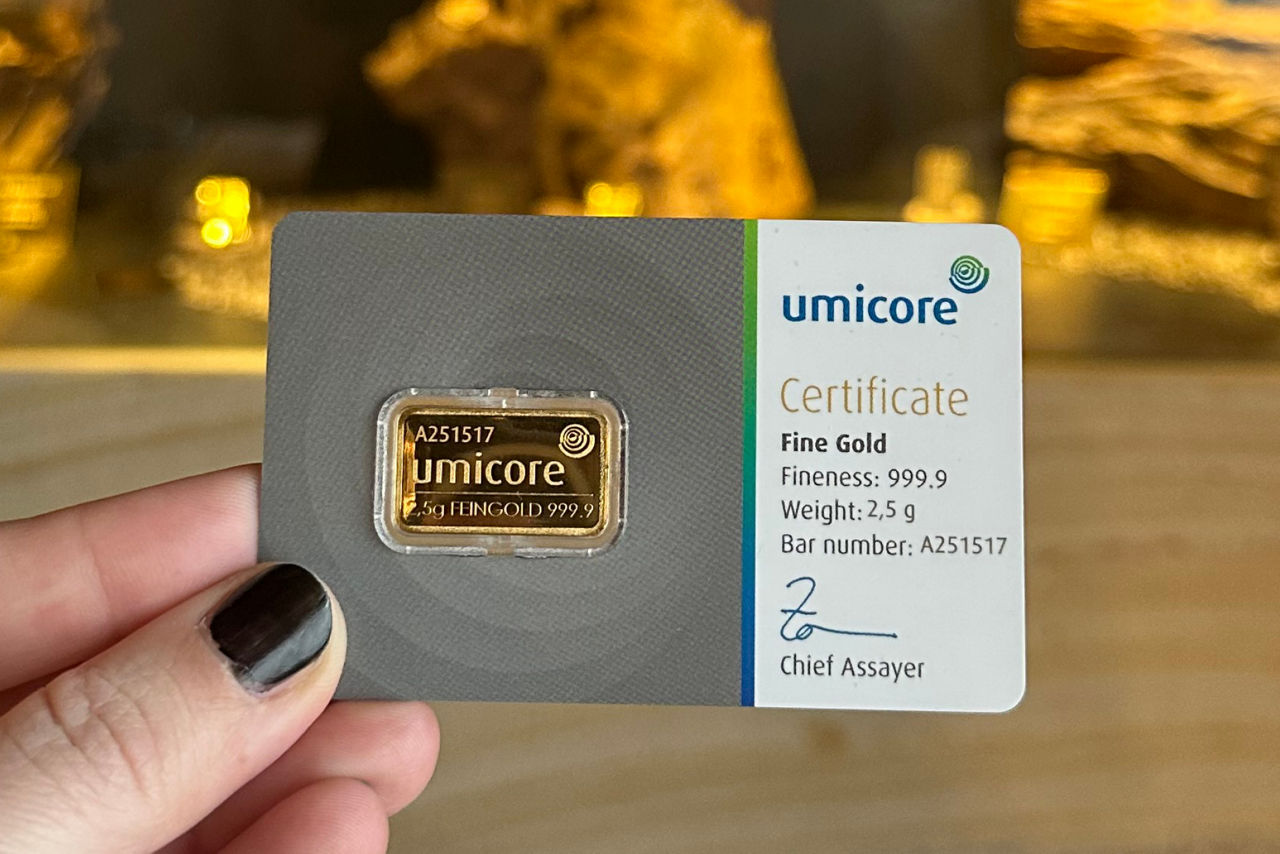 A251517
umicore
2,5g FEINGOLD 999.9
umicore
Certificate
Fine Gold
Fineness: 999.9
Weight: 2,5 g
Bar number: A251517
Chief Assayer